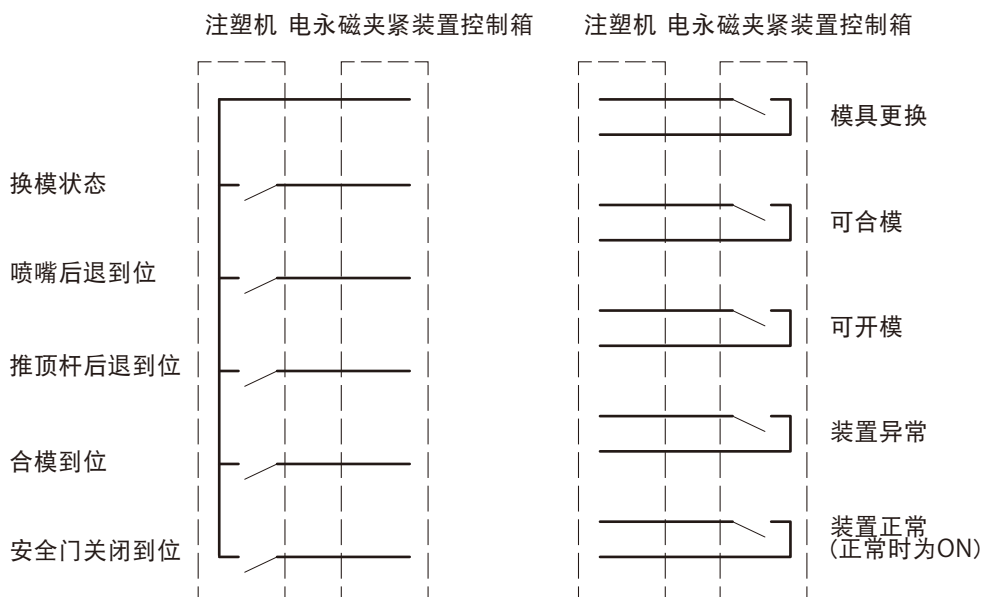 注塑机 电永磁夹紧装置控制箱
换模状态
喷嘴后退到位
推顶杆后退到位
合模到位
安全门关闭到位
注塑机 电永磁夹紧装置控制箱
模具更换
可合模
可开模
装置异常
装置正常
(正常时为ON)